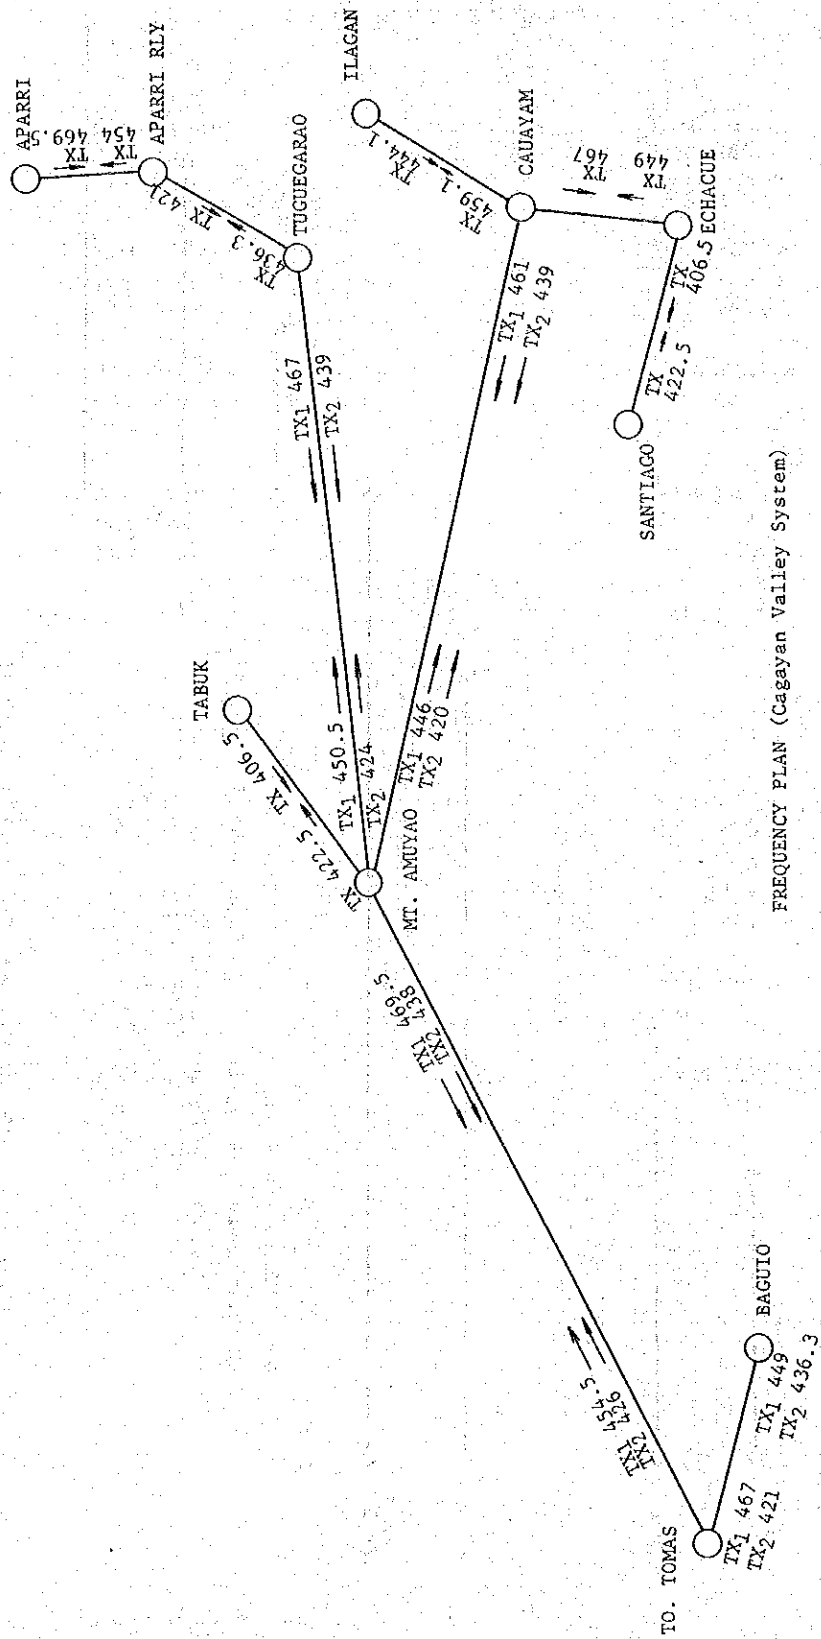 APARRI
TX
469.5
TX
454
APARRI RLY
TX 421
TX
436.3
TUGUEGARAO
ILAGAN
TX
444.1
TX
459.1
CAUAYAM
TX
467
TX
449
ECHACUE
TX
406.5
TX
422.5
SANTIAGO
TX1 467
TX2 439
TX1 461
TX2 439
TABUK
TX 406.5
TX 422.5
TX1 450.5
TX2 424
TX1 446
TX2 420
MT. AMUYAO
TX1 469.5
TX2 438
TX1 454.5
TX2 426
BAGUIO
TX1 449
TX2 436.3
TO. TOMAS
TX1 467
TX2 421
FREQUENCY PLAN (Cagayan Valley System)